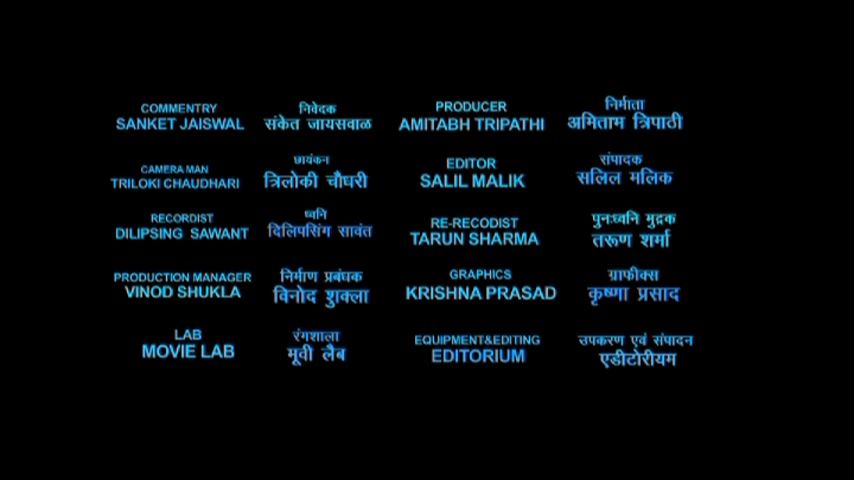 COMMENTRY
SANKET JAISWAL
निवेदक
संकेत जायसवाळ
PRODUCER
AMITABH TRIPATHI
निर्माता
अमिताभ त्रिपाठी
CAMERA MAN
TRILOKI CHAUDHARI
छायंकन
त्रिलोकी चौघरी
EDITOR
SALIL MALIK
संपादक
सलिल मलिक
RECORDIST
DILIPSING SAWANT
ध्वनि
दिलिपसिंग सावंत
RE-RECODIST
TARUN SHARMA
पुनःध्वनि मुद्रक
तरूण शर्मा
PRODUCTION MANAGER
VINOD SHUKLA
निर्माण प्रबंघक
विनोद शुक्ला
GRAPHICS
KRISHNA PRASAD
ग्राफीक्स
कृष्णा प्रसाद
LAB
MOVIE LAB
रंगशाला
मूवी लैब
EQUIPMENT&EDITING
EDITORIUM
उपकरण एवं संपादन
एडीटोरीयम